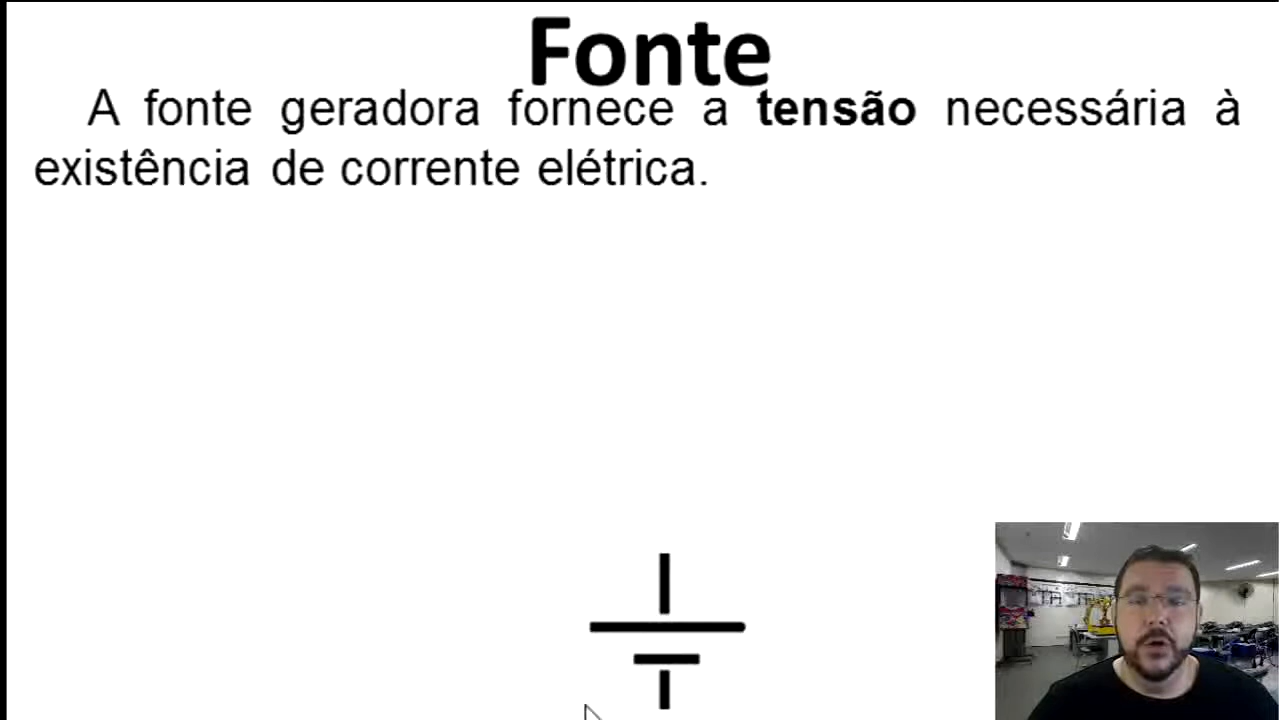 Fonte
A fonte geradora fornece a tensão necessária à
existência de corrente elétrica.